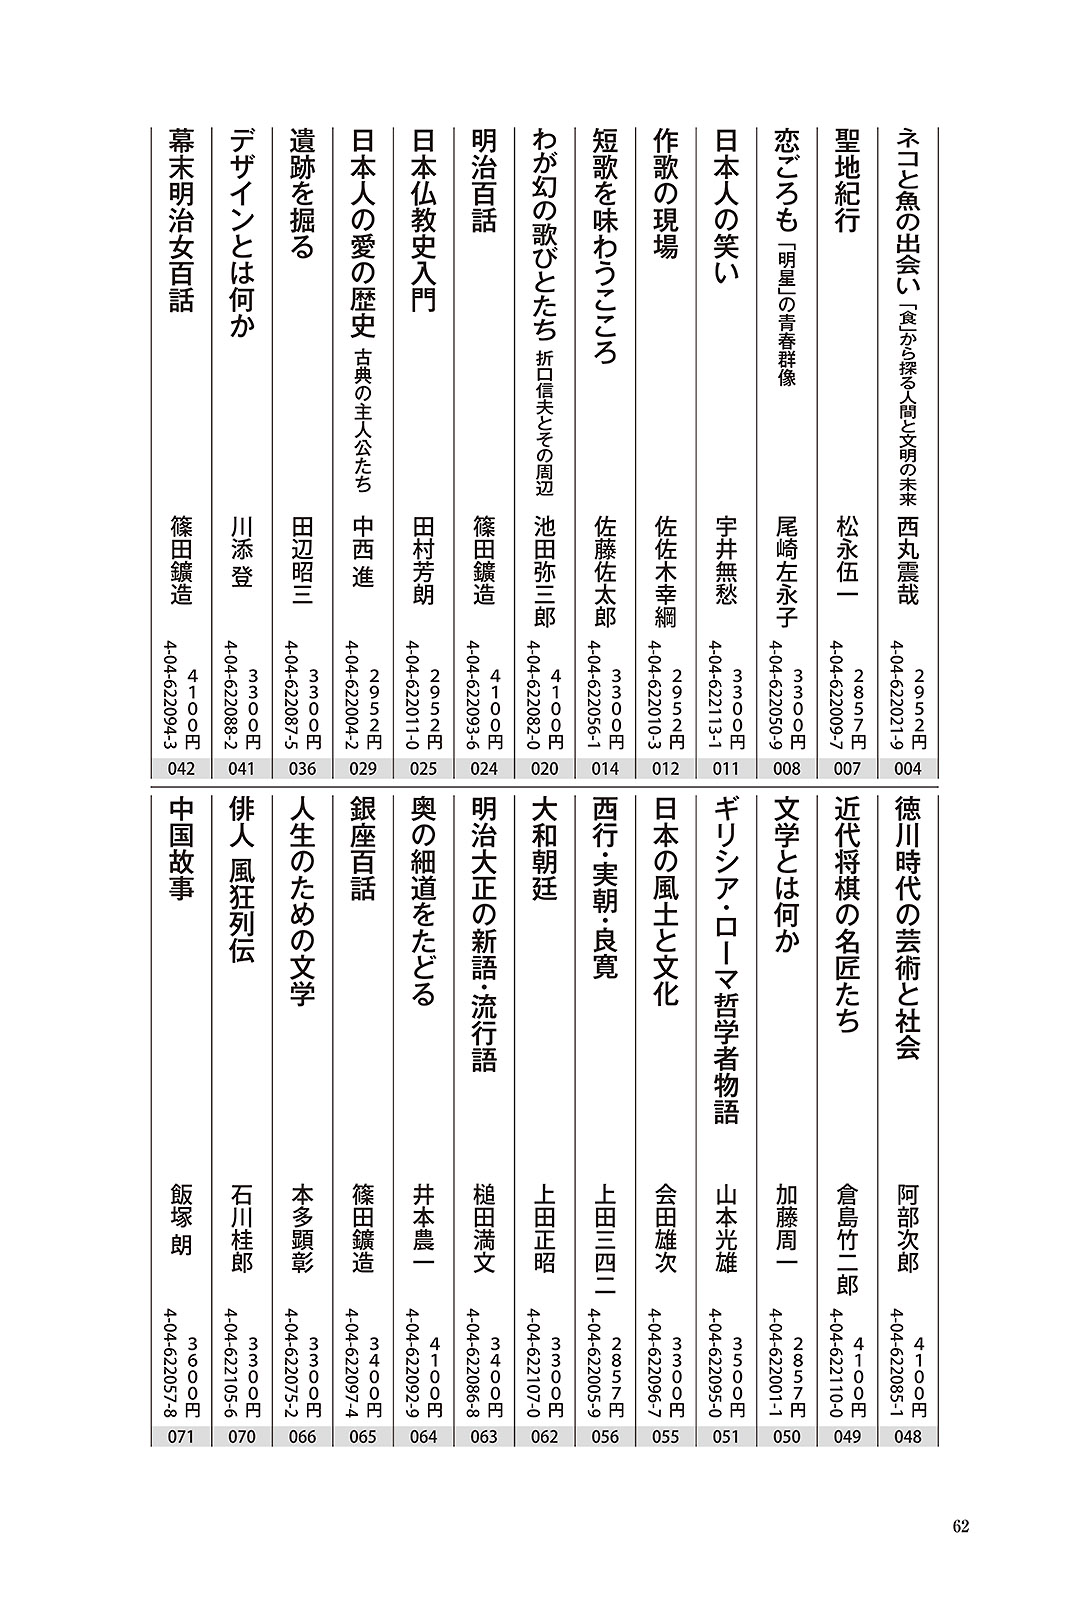 ネコと魚の出会い 「食」から探る人間と文明の未来 西丸震哉 2952円 4-04-622021-9 004
聖地紀行 松永伍一 2857円 4-04-622009-7 007
恋ごろも 「明星」の青春群像 尾崎左永子 3300円 4-04-622050-9 008
日本人の笑い 宇井無愁 3300円 4-04-622113-1 011
作歌の現場 佐佐木幸綱 2952円 4-04-622010-3 012
短歌を味わうこころ 佐藤佐太郎 3300円 4-04-622056-1 014
わが幻の歌びとたち 折口信夫とその周辺 池田弥三郎 4100円 4-04-622082-0 020
明治百話 篠田鑛造 4100円 4-04-622093-6 024
日本仏教史入門 田村芳朗 2952円 4-04-622011-0 025
日本人の愛の歴史 古典の主人公たち 中西 進 2952円 4-04-622004-2 029
遺跡を掘る 田辺昭三 3300円 4-04-622087-5 036
デザインとは何か 川添 登 3300円 4-04-622088-2 041
幕末明治女百話 篠田鑛造 4100円 4-04-622094-3 042
徳川時代の芸術と社会 阿部次郎 4100円 4-04-622085-1 048
近代将棋の名匠たち 倉島竹二郎 4100円 4-04-622110-0 049
文学とは何か 加藤周一 2857円 4-04-622001-1 050
ギリシア・ローマ哲学者物語 山本光雄 3500円 4-04-622095-0 051
日本の風土と文化 会田雄次 3300円 4-04-622096-7 055
西行・実朝・良寛 上田三四二 2857円 4-04-622005-9 056
大和朝廷 上田正昭 3300円 4-04-622107-0 062
明治大正の新語・流行語 槌田満文 3400円 4-04-622086-8 063
奥の細道をたどる 井本農一 4100円 4-04-622092-9 064
銀座百話 篠田鑛造 3400円 4-04-622097-4 065
人生のための文学 本多顕彰 3300円 4-04-622075-2 066
俳人 風狂列伝 石川桂郎 3300円 4-04-622105-6 070
中国故事 飯塚 朗 3600円 4-04-622057-8 071
62